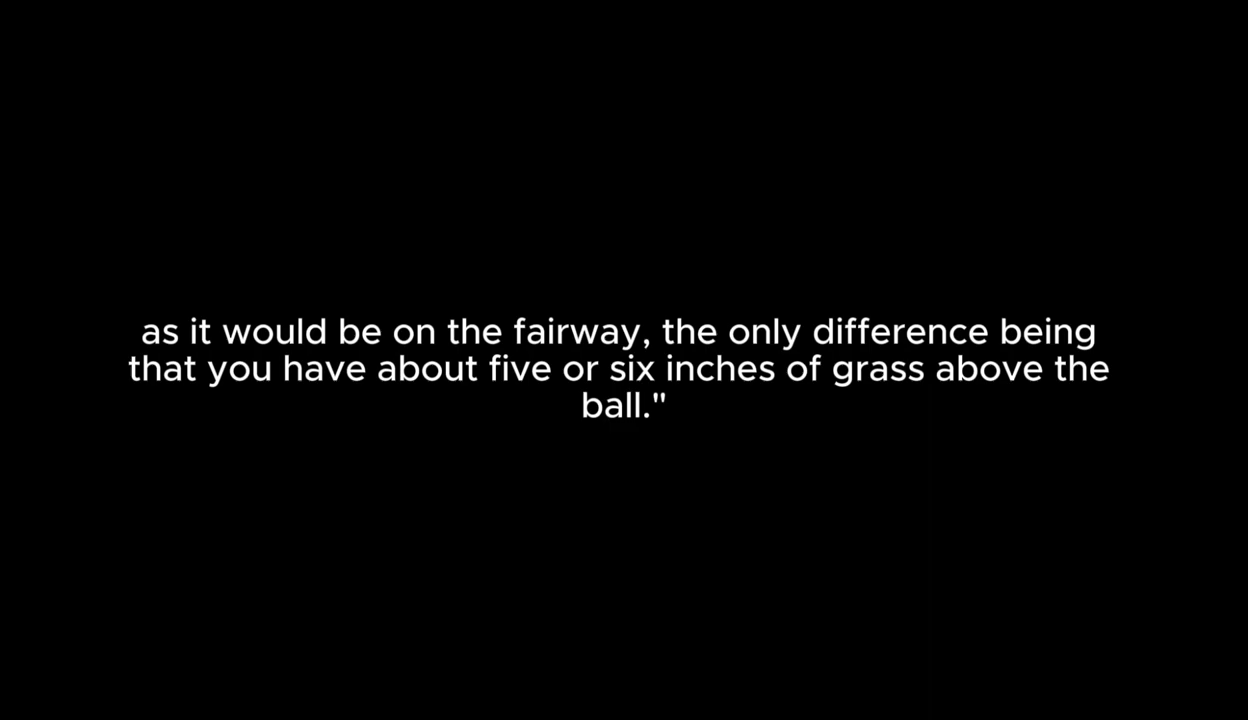 as it would be on the fairway, the only difference being
that you have about five or six inches of grass above the
ball."